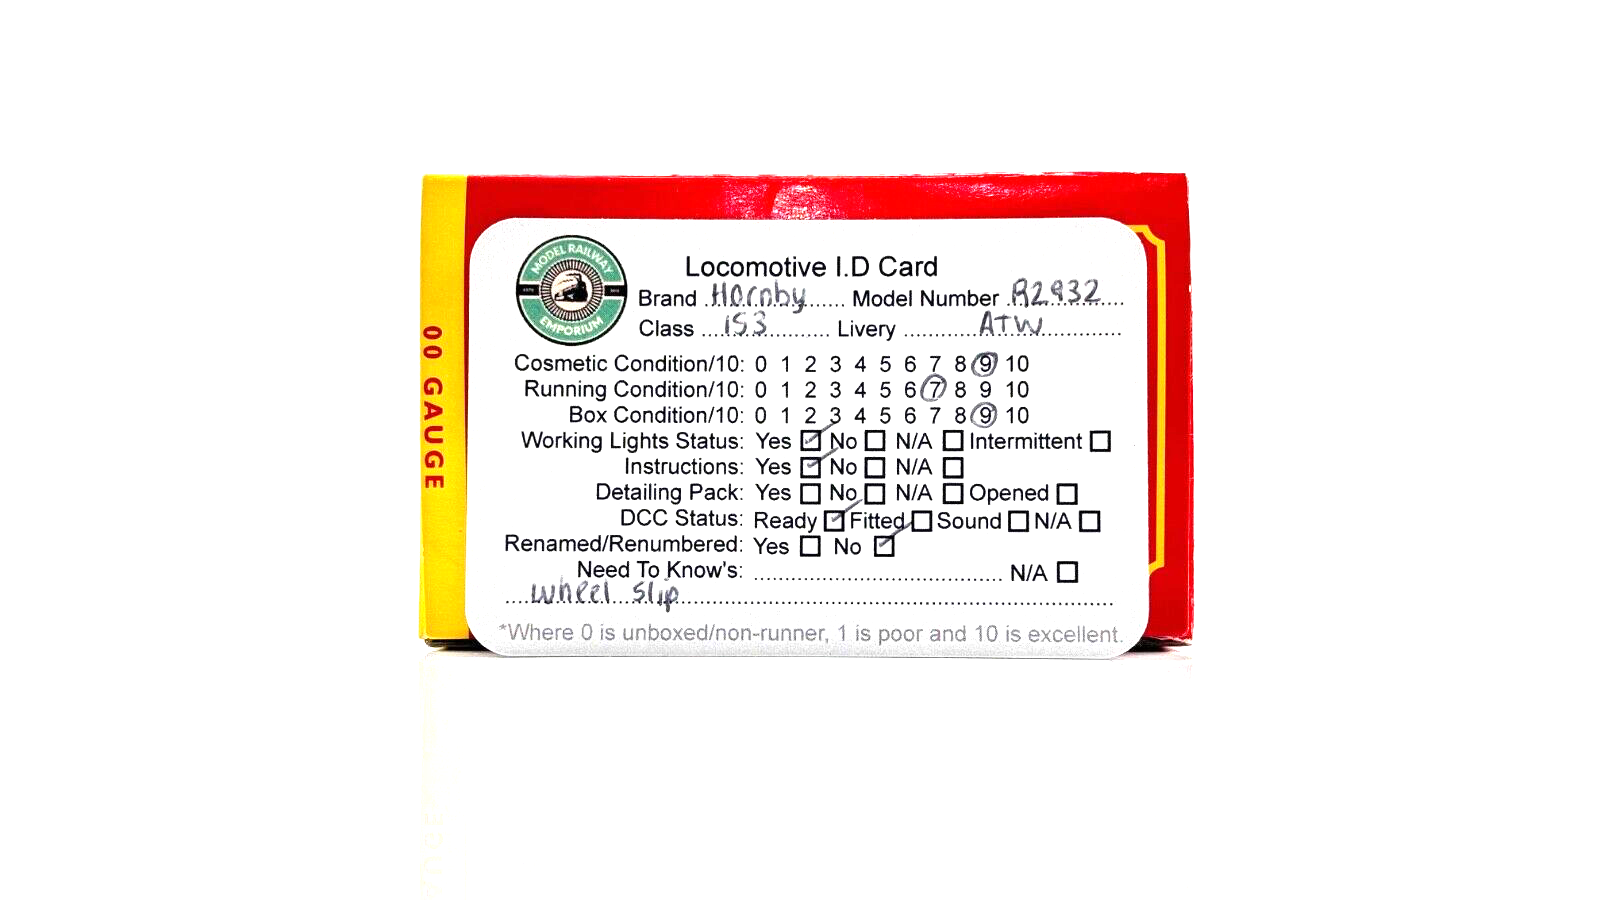 OO GAUGE
MODEL RAILWAY
EMPORIUM
Locomotive I.D Card
Brand Hornby Model Number R2932
Class 153 Livery ATW
Cosmetic Condition/10: 0 1 2 3 4 5 6 7 8 9 10
Running Condition/10: 0 1 2 3 4 5 6 7 8 9 10
Box Condition/10: 0 1 2 3 4 5 6 7 8 9 10
Working Lights Status: Yes ☑ No ☐ N/A ☐ Intermittent ☐
Instructions: Yes ☑ No ☐ N/A ☐
Detailing Pack: Yes ☐ No ☐ N/A ☐ Opened ☐
DCC Status: Ready ☑ Fitted ☐ Sound ☐ N/A ☐
Renamed/Renumbered: Yes ☐ No ☑
Need To Know's: .................................... N/A ☐
wheel slip
*Where 0 is unboxed/non-runner, 1 is poor and 10 is excellent.